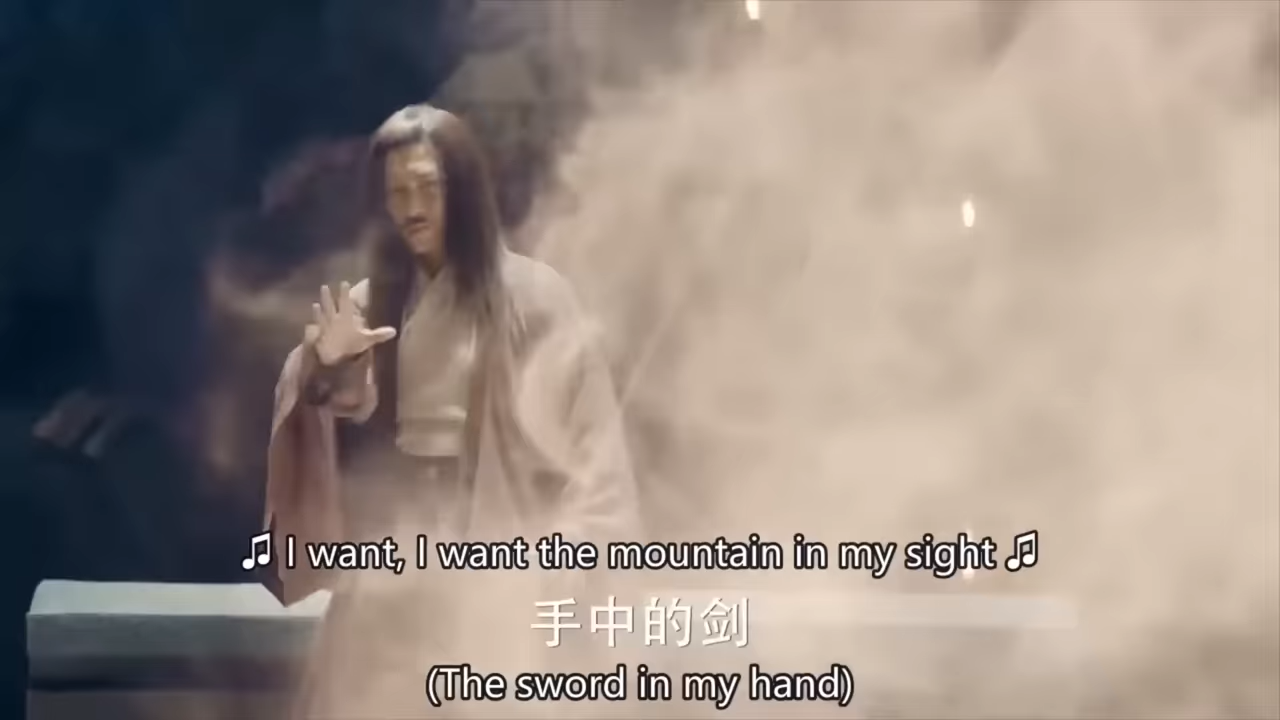 ♫ I want, I want the mountain in my sight ♫
手中的剑
(The sword in my hand)